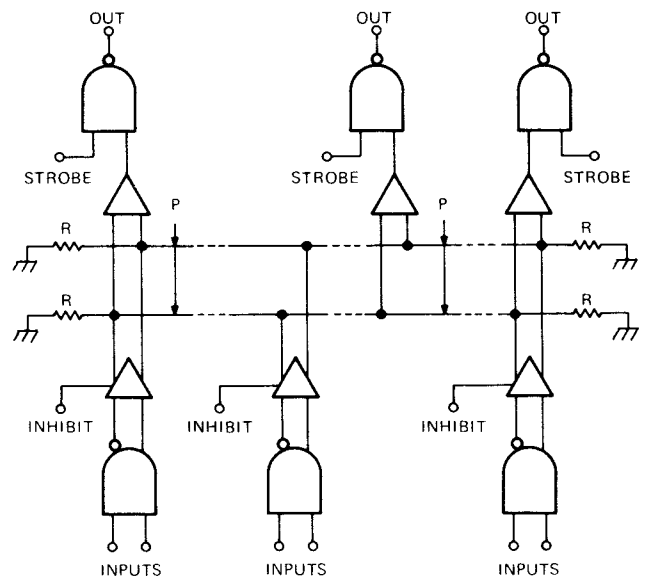 OUT OUT OUT
STROBE STROBE STROBE
P P
R R
R R
INHIBIT INHIBIT INHIBIT
INPUTS INPUTS INPUTS